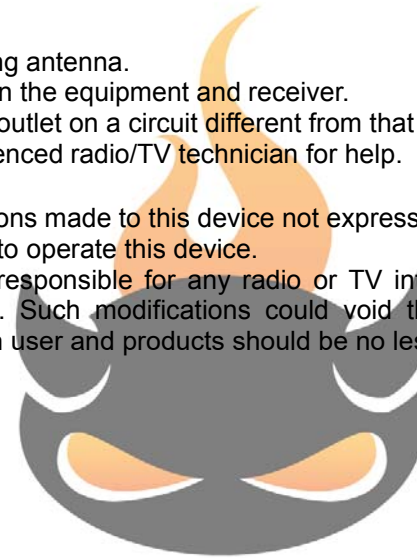 ng antenna.
n the equipment and receiver.
outlet on a circuit different from that
enced radio/TV technician for help.
ons made to this device not express
to operate this device.
responsible for any radio or TV in
. Such modifications could void th
user and products should be no les